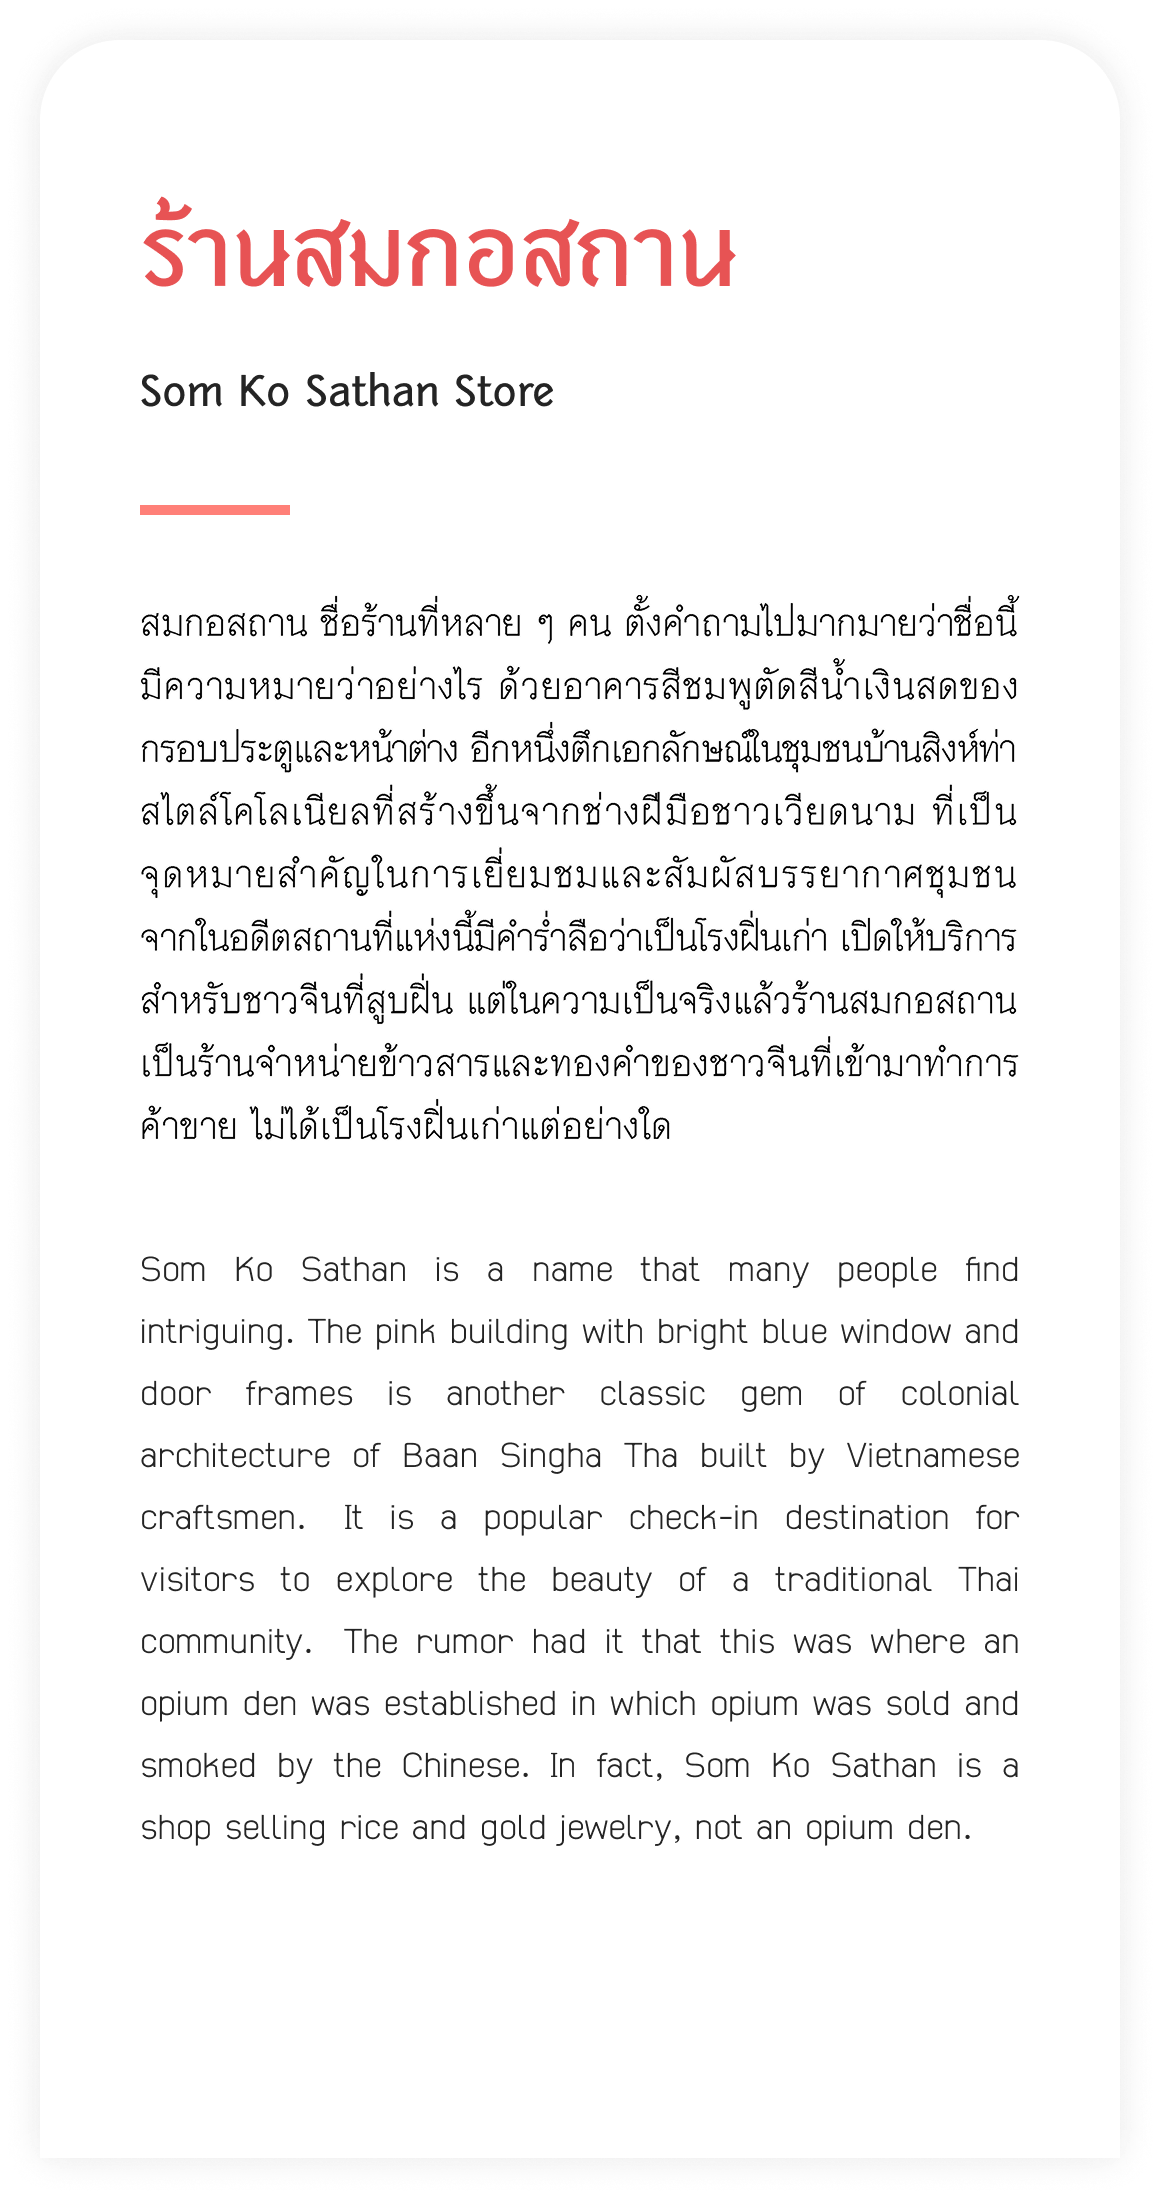 ร้านสมกอสถาน
Som Ko Sathan Store
สมกอสถาน ชื่อร้านที่หลาย ๆ คน ตั้งคำถามไปมากมายว่าชื่อนี้
มีความหมายว่าอย่างไร ด้วยอาคารสีชมพูตัดสีน้ำเงินสดของ
กรอบประตูและหน้าต่าง อีกหนึ่งตึกเอกลักษณ์ในชุมชนบ้านสิงห์ท่า
สไตล์โคโลเนียลที่สร้างขึ้นจากช่างฝีมือชาวเวียดนาม ที่เป็น
จุดหมายสำคัญในการเยี่ยมชมและสัมผัสบรรยากาศชุมชน
จากในอดีตสถานที่แห่งนี้มีคำร่ำลือว่าเป็นโรงฝิ่นเก่า เปิดให้บริการ
สำหรับชาวจีนที่สูบฝิ่น แต่ในความเป็นจริงแล้วร้านสมกอสถาน
เป็นร้านจำหน่ายข้าวสารและทองคำของชาวจีนที่เข้ามาทำการ
ค้าขาย ไม่ได้เป็นโรงฝิ่นเก่าแต่อย่างใด
Som Ko Sathan is a name that many people find
intriguing. The pink building with bright blue window and
door frames is another classic gem of colonial
architecture of Baan Singha Tha built by Vietnamese
craftsmen. It is a popular check-in destination for
visitors to explore the beauty of a traditional Thai
community. The rumor had it that this was where an
opium den was established in which opium was sold and
smoked by the Chinese. In fact, Som Ko Sathan is a
shop selling rice and gold jewelry, not an opium den.